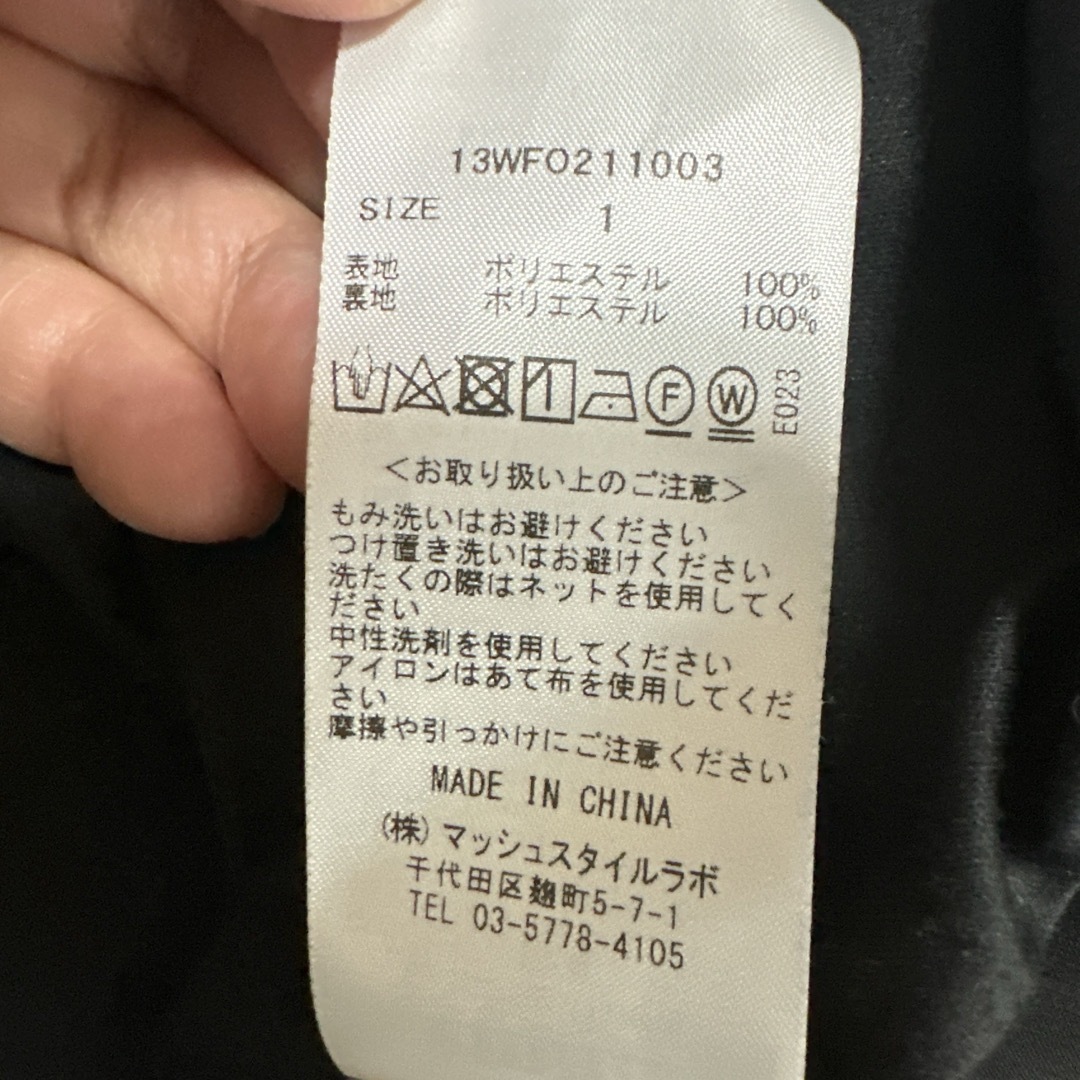 13WFO211003
SIZE 1
表地 ポリエステル 100%
裏地 ポリエステル 100%
F W E023
<お取り扱い上のご注意>
もみ洗いはお避けください
つけ置き洗いはお避けください
洗たくの際はネットを使用してく
ださい
中性洗剤を使用してください
アイロンはあて布を使用してくだ
さい
摩擦や引っかけにご注意ください
MADE IN CHINA
(株)マッシュスタイルラボ
千代田区麹町5-7-1
TEL 03-5778-4105